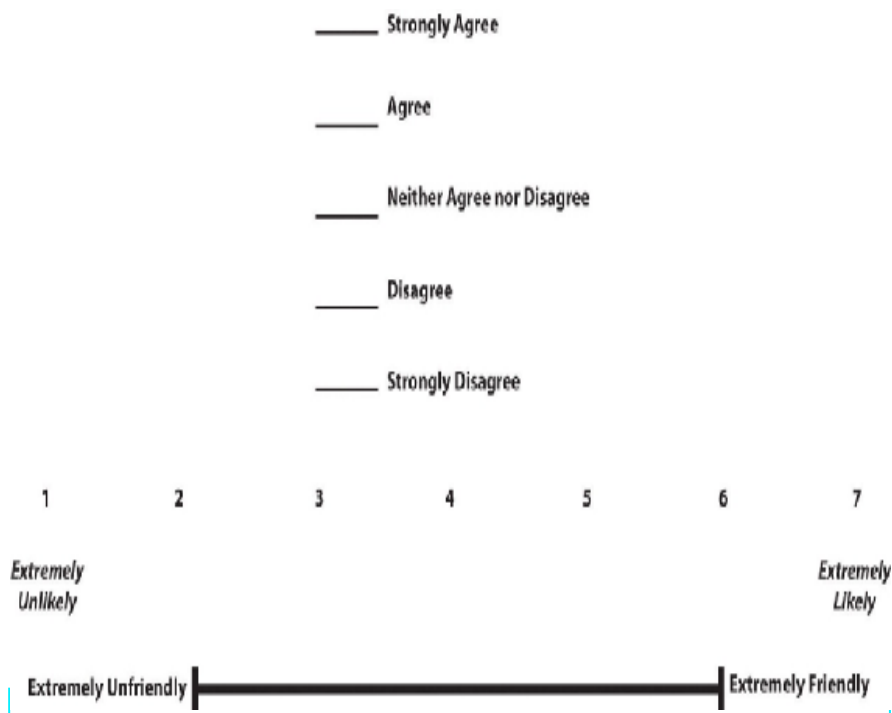 Strongly Agree
Agree
Neither Agree nor Disagree
Disagree
Strongly Disagree
1 2 3 4 5 6 7
Extremely Unlikely
Extremely Likely
Extremely Unfriendly Extremely Friendly